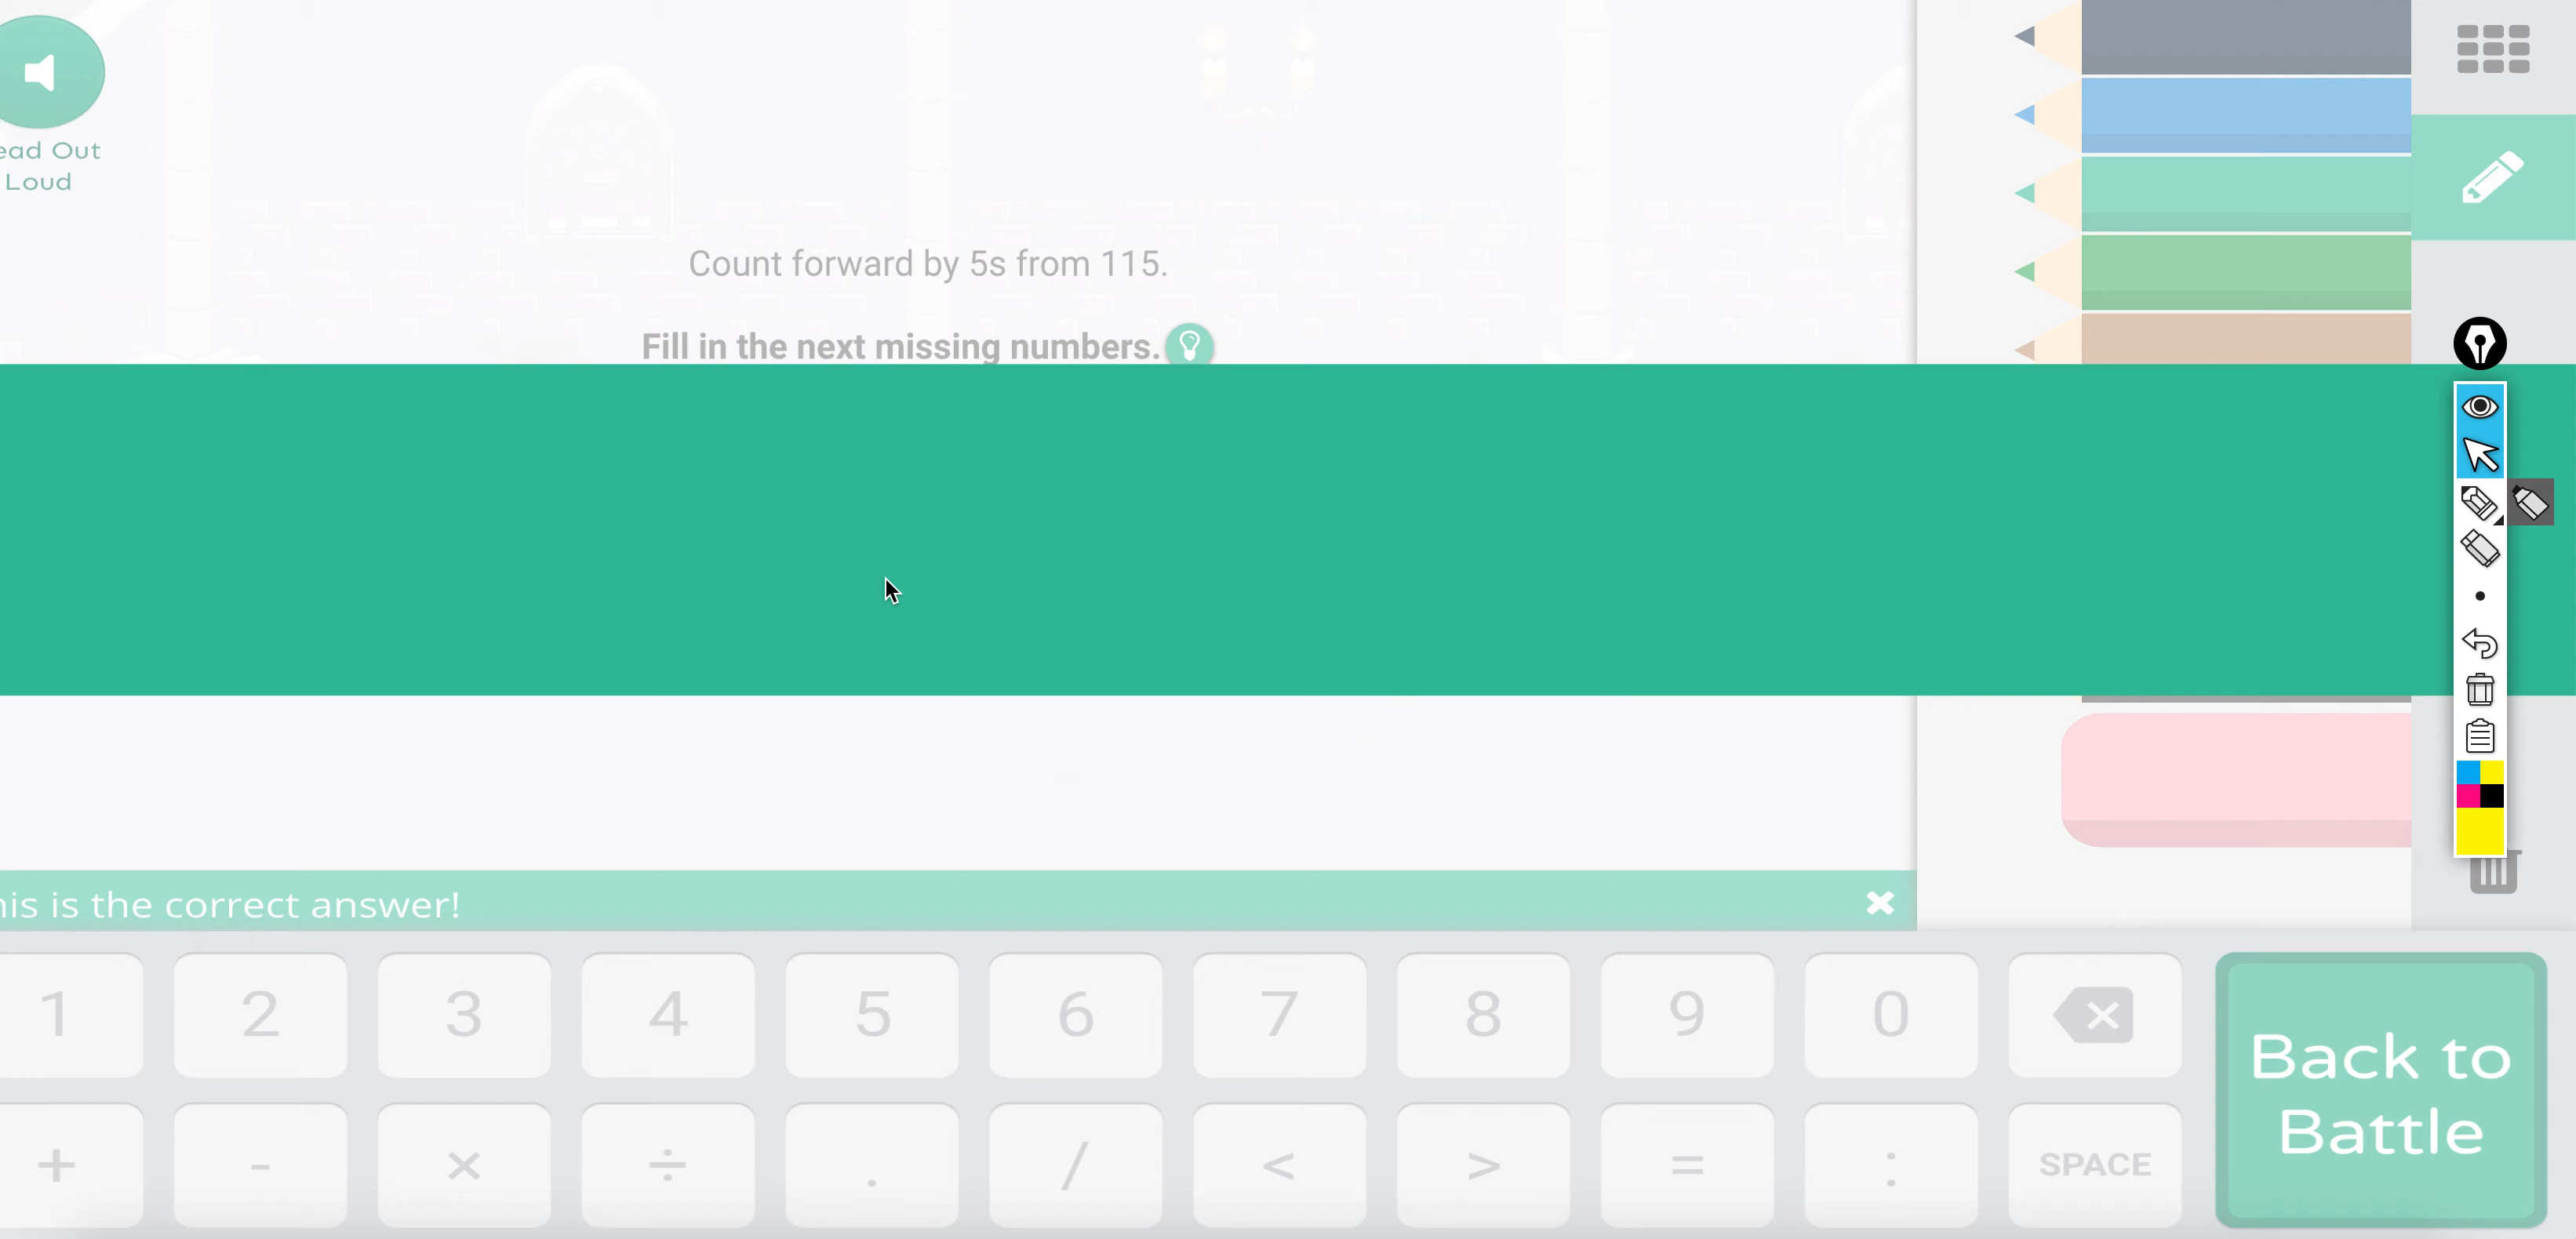 ead Out
Loud
Count forward by 5s from 115.
Fill in the next missing numbers.
his is the correct answer!
1 2 3 4 5 6 7 8 9 0
+ - × ÷ . / < > = : SPACE
Back to
Battle